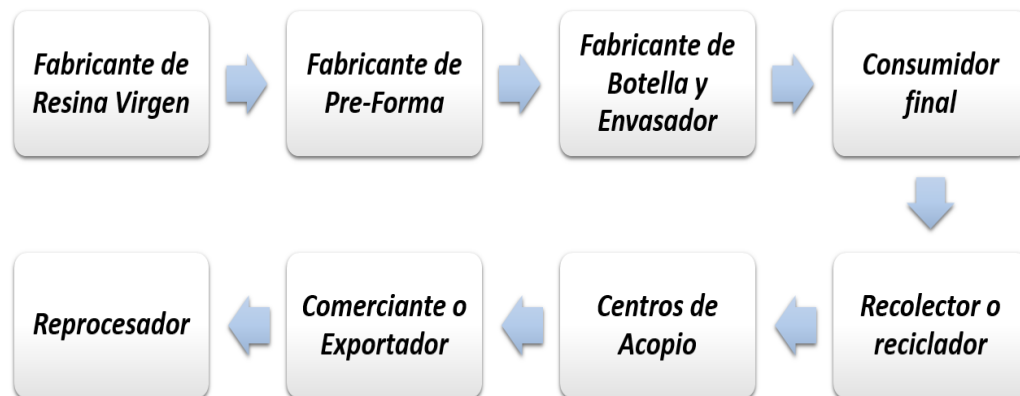 Fabricante de
Resina Virgen
Fabricante de
Pre-Forma
Fabricante de
Botella y
Envasador
Consumidor
final
Recolector o
reciclador
Centros de
Acopio
Comerciante o
Exportador
Reprocesador